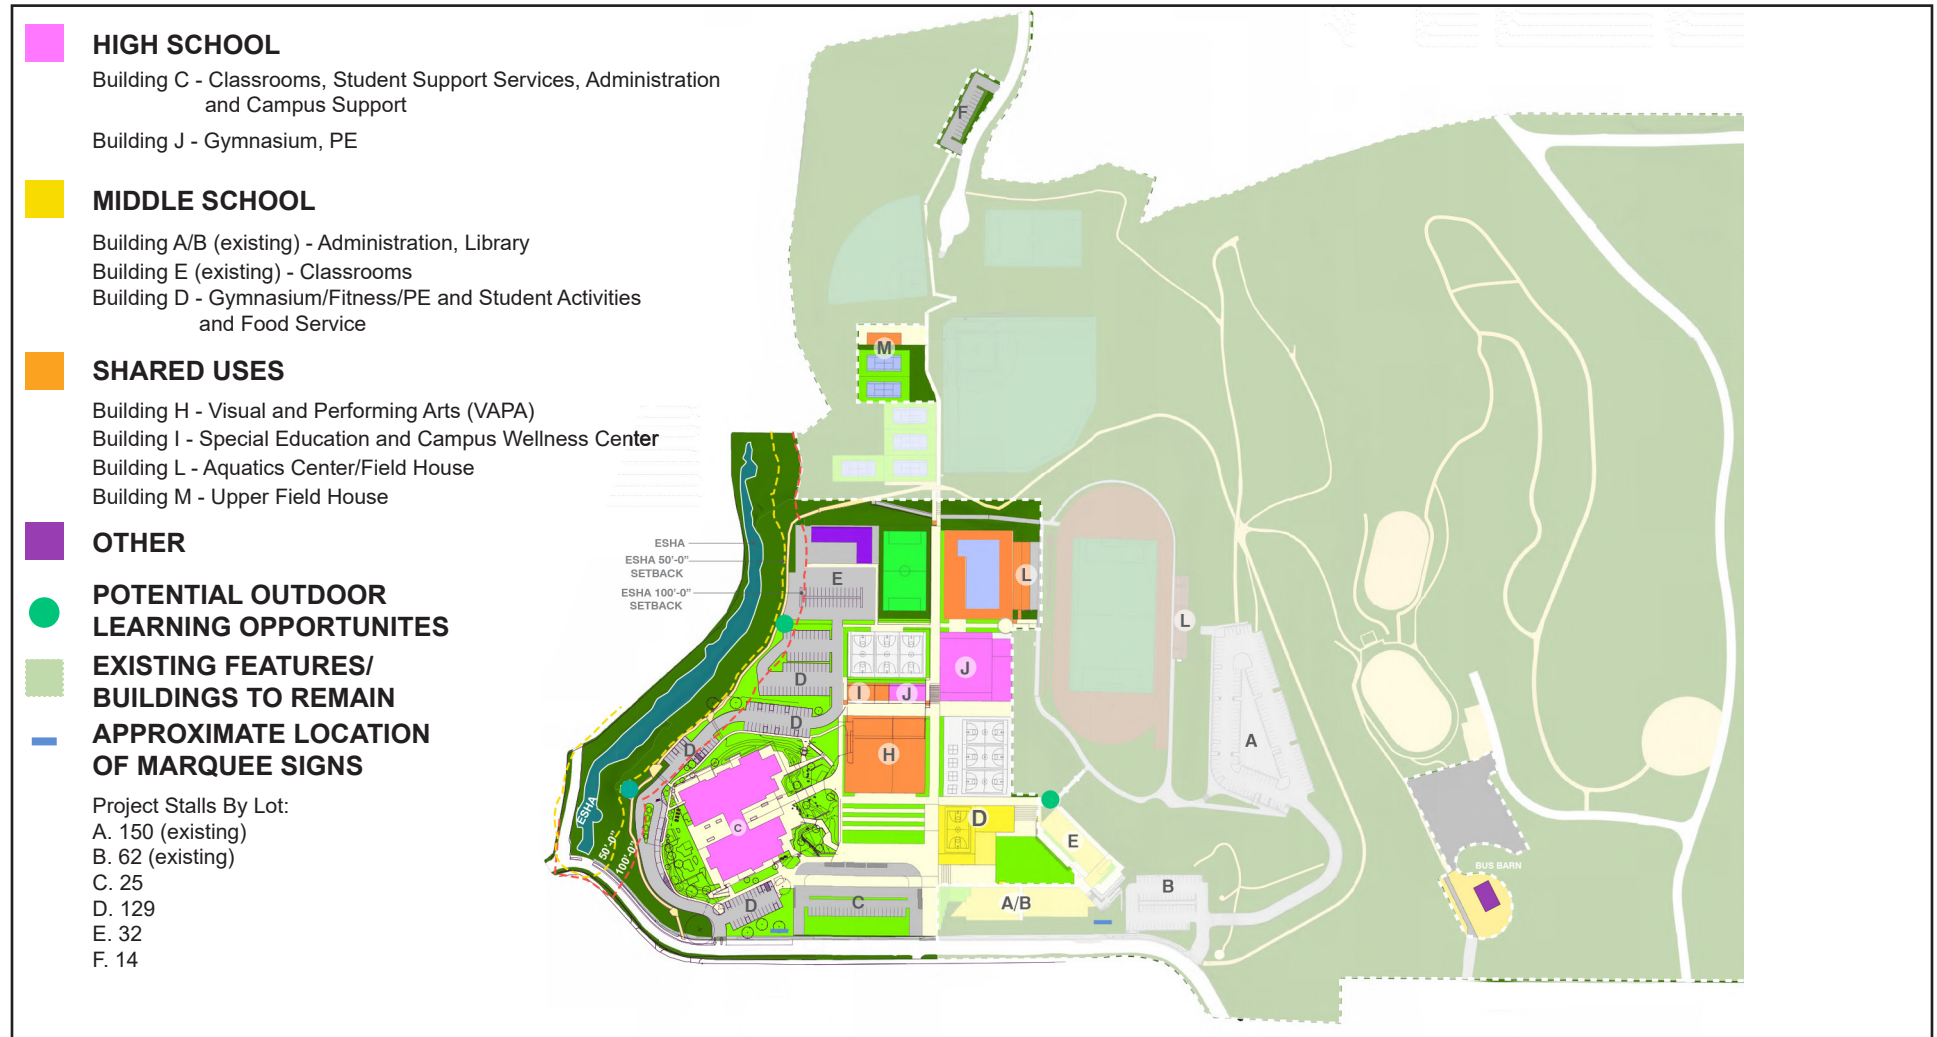 HIGH SCHOOL
Building C - Classrooms, Student Support Services, Administration
and Campus Support
Building J - Gymnasium, PE
MIDDLE SCHOOL
Building A/B (existing) - Administration, Library
Building E (existing) - Classrooms
Building D - Gymnasium/Fitness/PE and Student Activities
and Food Service
SHARED USES
Building H - Visual and Performing Arts (VAPA)
Building I - Special Education and Campus Wellness Center
Building L - Aquatics Center/Field House
Building M - Upper Field House
OTHER
POTENTIAL OUTDOOR
LEARNING OPPORTUNITES
EXISTING FEATURES/
BUILDINGS TO REMAIN
APPROXIMATE LOCATION
OF MARQUEE SIGNS
Project Stalls By Lot:
A. 150 (existing)
B. 62 (existing)
C. 25
D. 129
E. 32
F. 14
F
M
ESHA
ESHA 50'-0"
SETBACK
ESHA 100'-0"
SETBACK
E
L
L
J
D
I
J
D
D
H
A
ESHA
50'-0"
100'-0"
C
D
E
BUS BARN
D
C
A/B
B